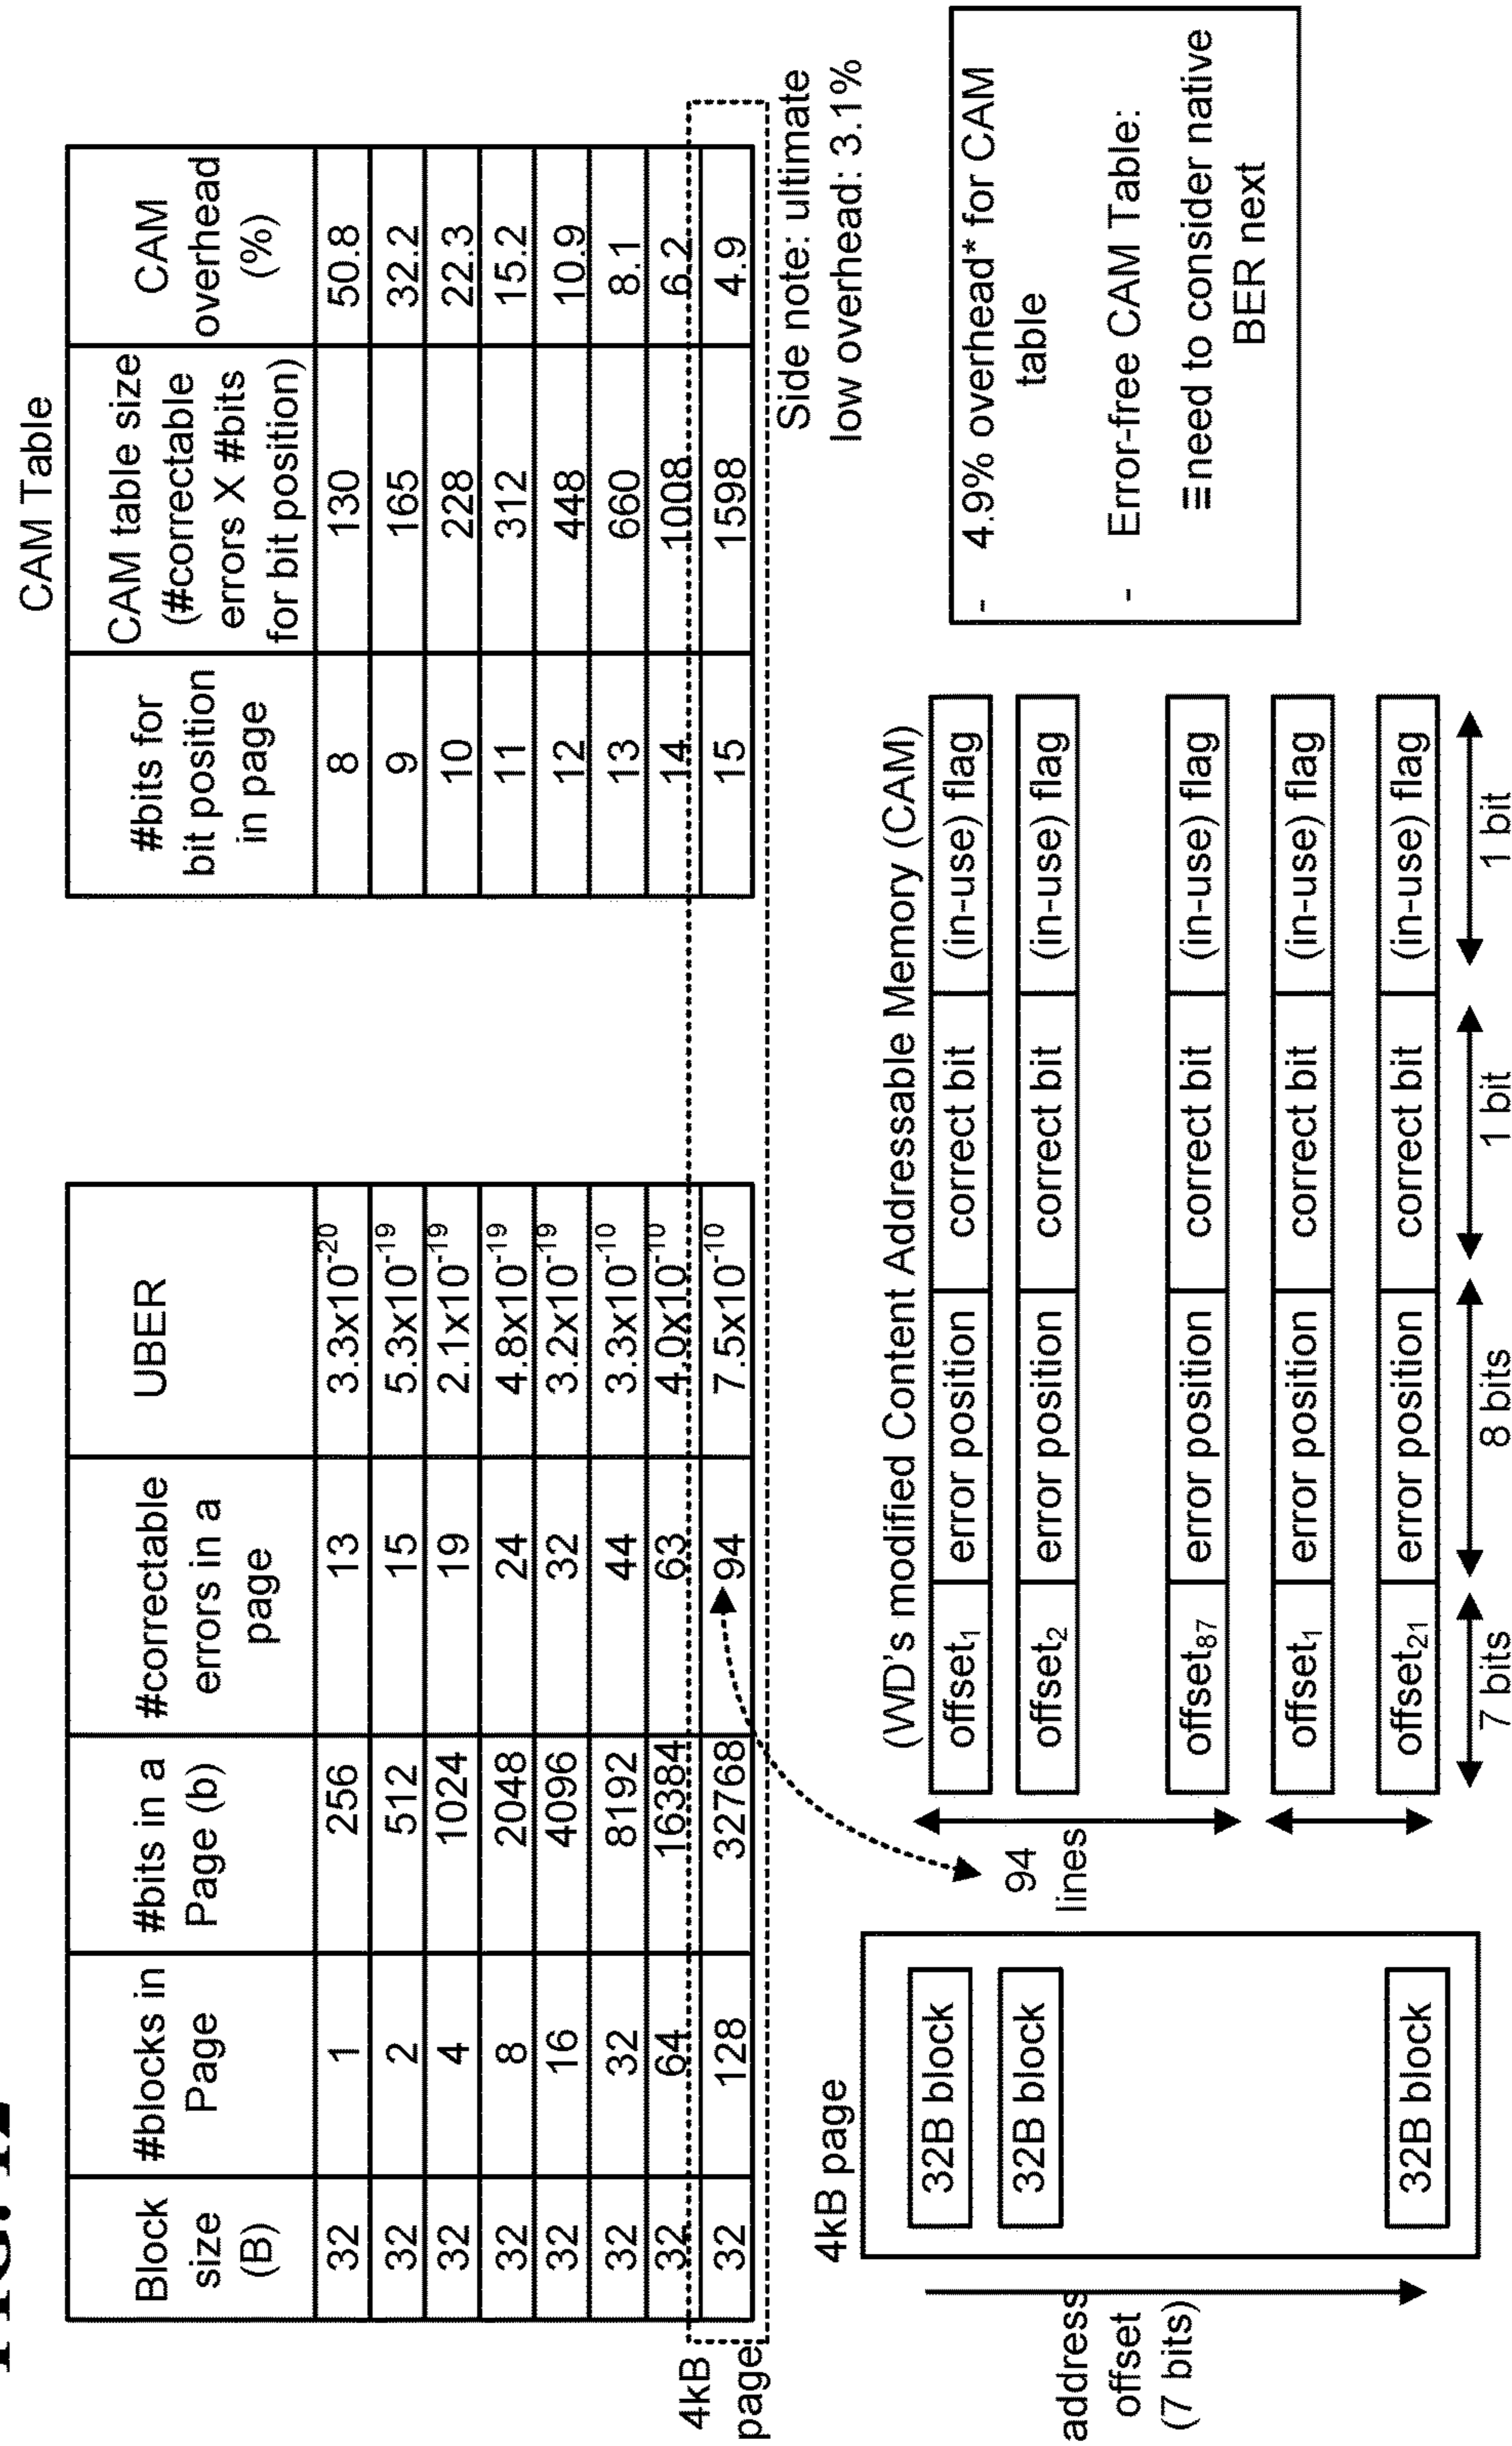 FIG. 12
CAM Table
Block size (B) #blocks in Page #bits in a Page (b) #correctable errors in a page UBER
32 1 256 13 3.3x10⁻²⁰
32 2 512 15 5.3x10⁻¹⁹
32 4 1024 19 2.1x10⁻¹⁹
32 8 2048 24 4.8x10⁻¹⁹
32 16 4096 32 3.2x10⁻¹⁹
32 32 8192 44 3.3x10⁻¹⁰
32 64 16384 63 4.0x10⁻¹⁰
32 128 32768 94 7.5x10⁻¹⁰
#bits for bit position in page CAM table size (#correctable errors X #bits for bit position) CAM overhead (%)
8 130 50.8
9 165 32.2
10 228 22.3
11 312 15.2
12 448 10.9
13 660 8.1
14 1008 6.2
15 1598 4.9
4kB
page
Side note: ultimate
low overhead: 3.1%
4kB page
32B block
32B block
32B block
address
offset
(7 bits)
94
lines
(WD's modified Content Addressable Memory (CAM)
offset₁ error position correct bit (in-use) flag
offset₂ error position correct bit (in-use) flag
offset₈₇ error position correct bit (in-use) flag
offset₁ error position correct bit (in-use) flag
offset₂₁ error position correct bit (in-use) flag
7 bits 8 bits 1 bit 1 bit
- 4.9% overhead* for CAM
table
- Error-free CAM Table:
≡need to consider native
BER next